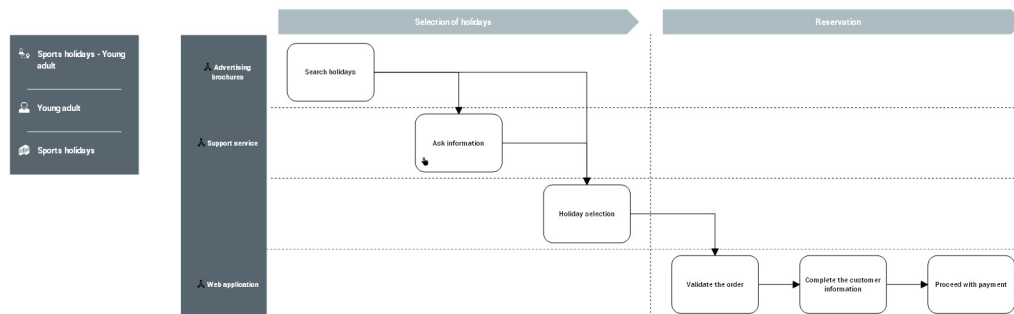 Selection of holidays
Reservation
Sports holidays - Young
adult
Young adult
Sports holidays
Advertising
brochures
Support service
Web application
Search holidays
Ask information
Holiday selection
Validate the order
Complete the customer
information
Proceed with payment